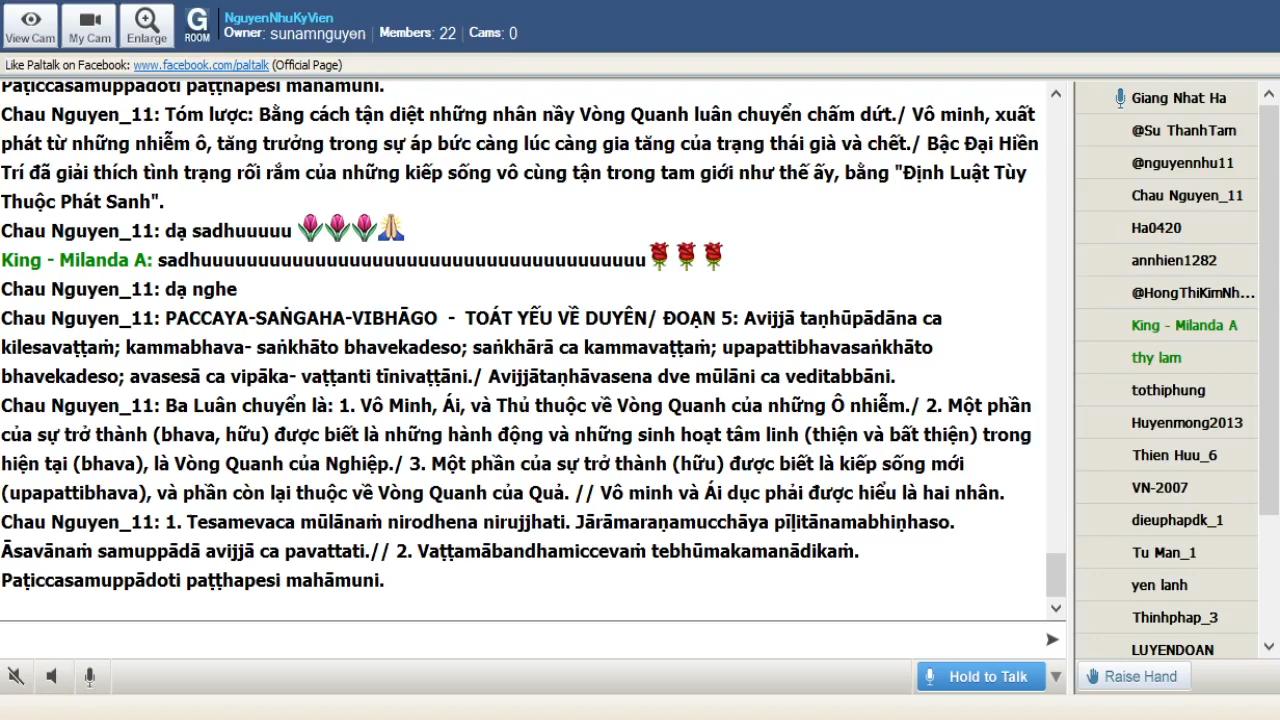 View Cam
My Cam
Enlarge
G
ROOM
NguyenNhuKyVien
Owner: sunamnguyen | Members: 22 | Cams: 0
Like Paltalk on Facebook: www.facebook.com/paltalk (Official Page)
Paṭiccasamuppādoti paṭṭhapesi mahāmuni.
Chau Nguyen_11: Tóm lược: Bằng cách tận diệt những nhân nầy Vòng Quanh luân chuyển chấm dứt./ Vô minh, xuất
phát từ những nhiễm ô, tăng trưởng trong sự áp bức càng lúc càng gia tăng của trạng thái già và chết./ Bậc Đại Hiền
Trí đã giải thích tình trạng rối rắm của những kiếp sống vô cùng tận trong tam giới như thế ấy, bằng "Định Luật Tùy
Thuộc Phát Sanh".
Chau Nguyen_11: dạ sadhuuuuu
King - Milanda A: sadhuuuuuuuuuuuuuuuuuuuuuuuuuuuuuuuuuuuuuuu
Chau Nguyen_11: dạ nghe
Chau Nguyen_11: PACCAYA-SAṄGAHA-VIBHĀGO - TOÁT YẾU VỀ DUYÊN/ ĐOẠN 5: Avijjā taṇhūpādāna ca
kilesavaṭṭaṁ; kammabhava- saṅkhāto bhavekadeso; saṅkhārā ca kammavaṭṭaṁ; upapattibhavasaṅkhāto
bhavekadeso; avasesā ca vipāka- vaṭṭanti tīnivaṭṭāni./ Avijjātaṇhāvasena dve mūlāni ca veditabbāni.
Chau Nguyen_11: Ba Luân chuyển là: 1. Vô Minh, Ái, và Thủ thuộc về Vòng Quanh của những Ô nhiễm./ 2. Một phần
của sự trở thành (bhava, hữu) được biết là những hành động và những sinh hoạt tâm linh (thiện và bất thiện) trong
hiện tại (bhava), là Vòng Quanh của Nghiệp./ 3. Một phần của sự trở thành (hữu) được biết là kiếp sống mới
(upapattibhava), và phần còn lại thuộc về Vòng Quanh của Quả. // Vô minh và Ái dục phải được hiểu là hai nhân.
Chau Nguyen_11: 1. Tesamevaca mūlānaṁ nirodhena nirujjhati. Jārāmaraṇamucchāya pīḷitānamabhiṇhaso.
Āsavānaṁ samuppādā avijjā ca pavattati.// 2. Vaṭṭamābandhamiccevaṁ tebhūmakamanādikaṁ.
Paṭiccasamuppādoti paṭṭhapesi mahāmuni.
Giang Nhat Ha
@Su ThanhTam
@nguyennhu11
Chau Nguyen_11
Ha0420
annhien1282
@HongThiKimNh...
King - Milanda A
thy lam
tothiphung
Huyenmong2013
Thien Huu_6
VN-2007
dieuphapdk_1
Tu Man_1
yen lanh
Thinhphap_3
LUYENDOAN
Hold to Talk
Raise Hand